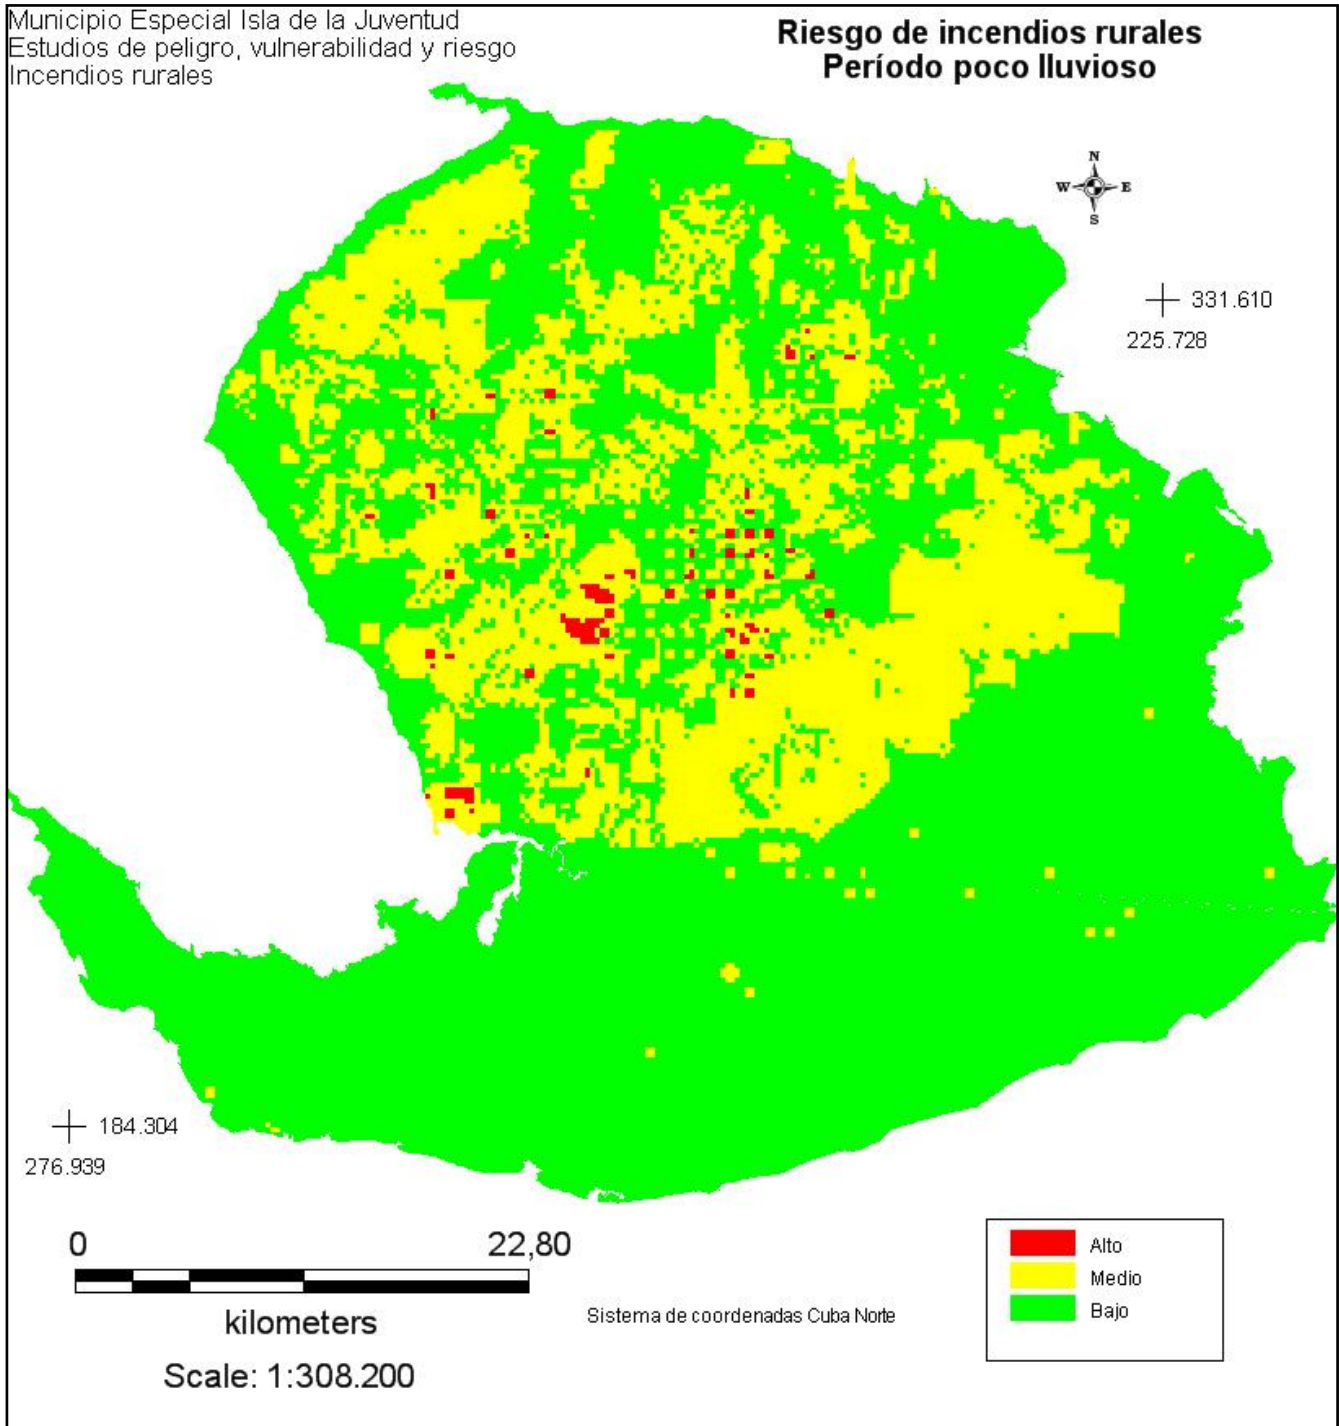 Municipio Especial Isla de la Juventud
Estudios de peligro, vulnerabilidad y riesgo
Incendios rurales
Riesgo de incendios rurales
Período poco lluvioso
N
W E
S
331.610
225.728
184.304
276.939
0 22,80
kilometers
Scale: 1:308.200
Sistema de coordenadas Cuba Norte
Alto
Medio
Bajo